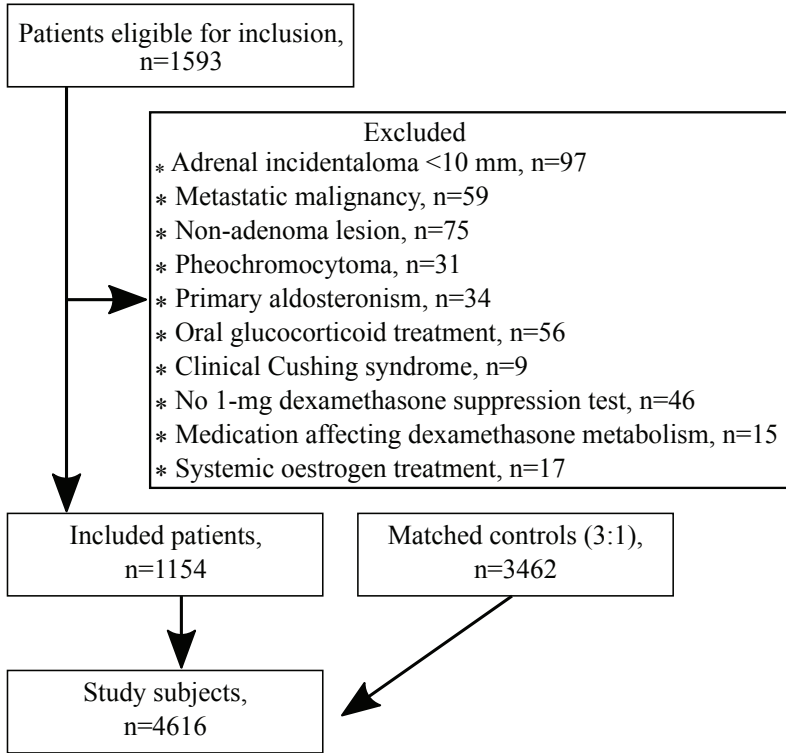 Patients eligible for inclusion,
n=1593
Excluded
* Adrenal incidentaloma <10 mm, n=97
* Metastatic malignancy, n=59
* Non-adenoma lesion, n=75
* Pheochromocytoma, n=31
* Primary aldosteronism, n=34
* Oral glucocorticoid treatment, n=56
* Clinical Cushing syndrome, n=9
* No 1-mg dexamethasone suppression test, n=46
* Medication affecting dexamethasone metabolism, n=15
* Systemic oestrogen treatment, n=17
Included patients,
n=1154
Matched controls (3:1),
n=3462
Study subjects,
n=4616